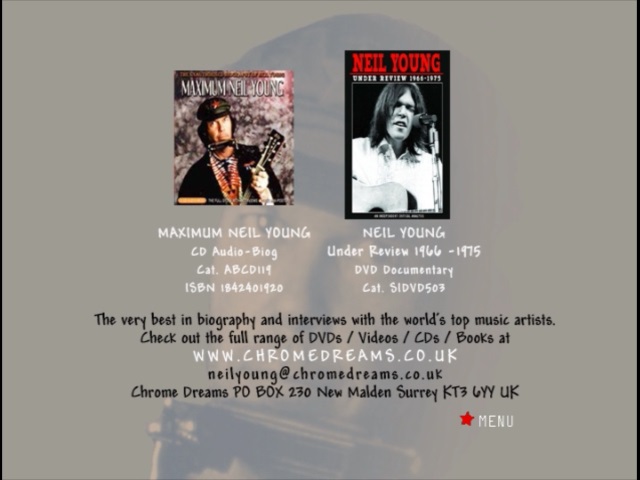 MAXIMUM NEIL YOUNG
NEIL YOUNG
UNDER REVIEW 1966-1975
MAXIMUM NEIL YOUNG
CD Audio-Biog
Cat. ABCD119
ISBN 1842401920
NEIL YOUNG
Under Review 1966 -1975
DVD Documentary
Cat. SIDVD503
The very best in biography and interviews with the world's top music artists.
Check out the full range of DVDs / Videos / CDs / Books at
WWW.CHROMEDREAMS.CO.UK
neilyoung@chromedreams.co.uk
Chrome Dreams PO BOX 230 New Malden Surrey KT3 6YY UK
MENU